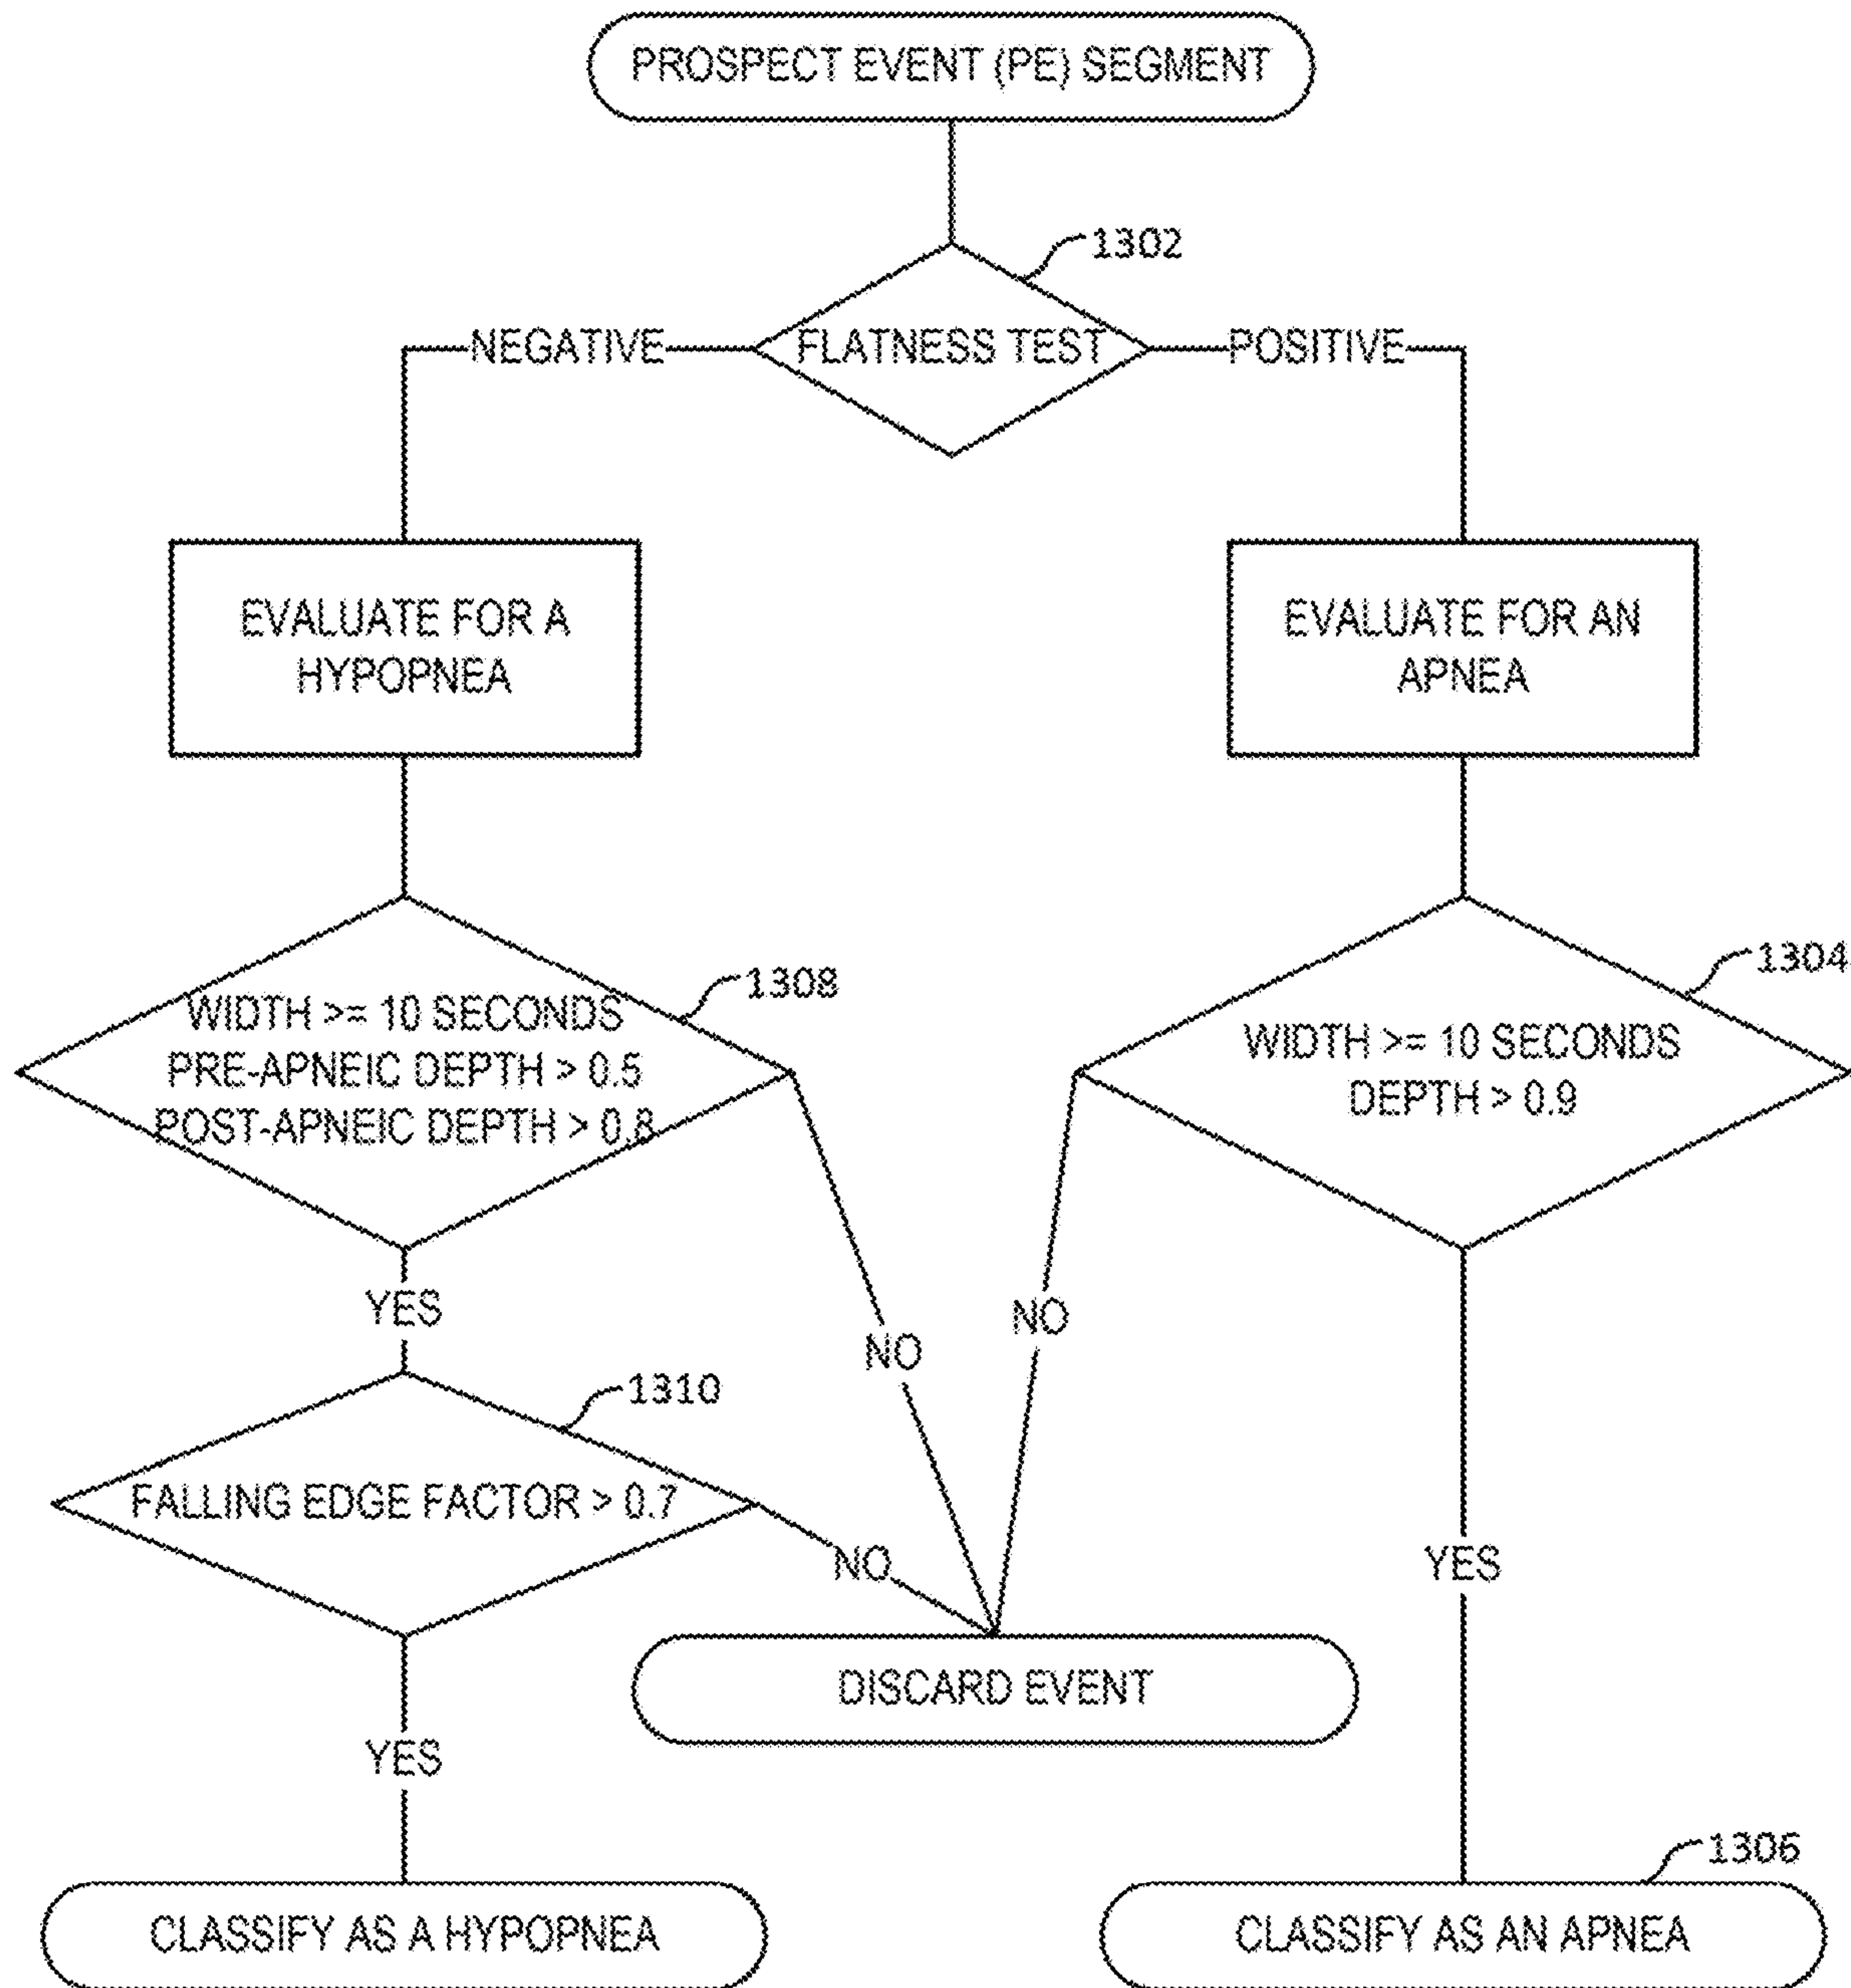 PROSPECT EVENT (PE) SEGMENT
1302
NEGATIVE
FLATNESS TEST
POSITIVE
EVALUATE FOR A
HYPOPNEA
EVALUATE FOR AN
APNEA
1308
WIDTH >= 10 SECONDS
PRE-APNEIC DEPTH > 0.5
POST-APNEIC DEPTH > 0.8
1304
WIDTH >= 10 SECONDS
DEPTH > 0.9
YES
NO
NO
1310
FALLING EDGE FACTOR > 0.7
NO
YES
DISCARD EVENT
YES
1306
CLASSIFY AS A HYPOPNEA
CLASSIFY AS AN APNEA